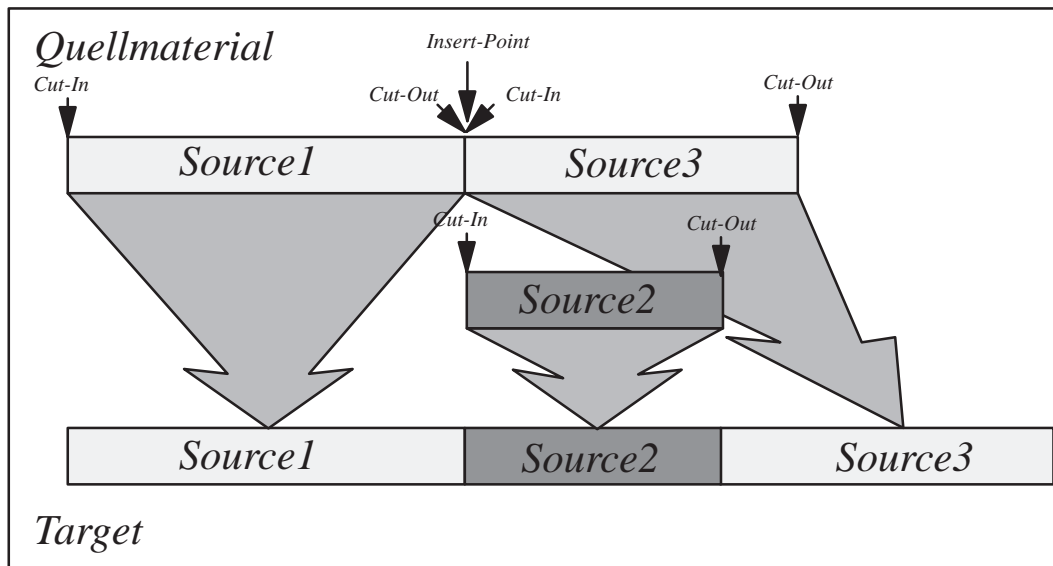 Quellmaterial
Insert-Point
Cut-In
Cut-Out
Cut-In
Cut-Out
Source1
Source3
Cut-In
Cut-Out
Source2
Source1
Source2
Source3
Target